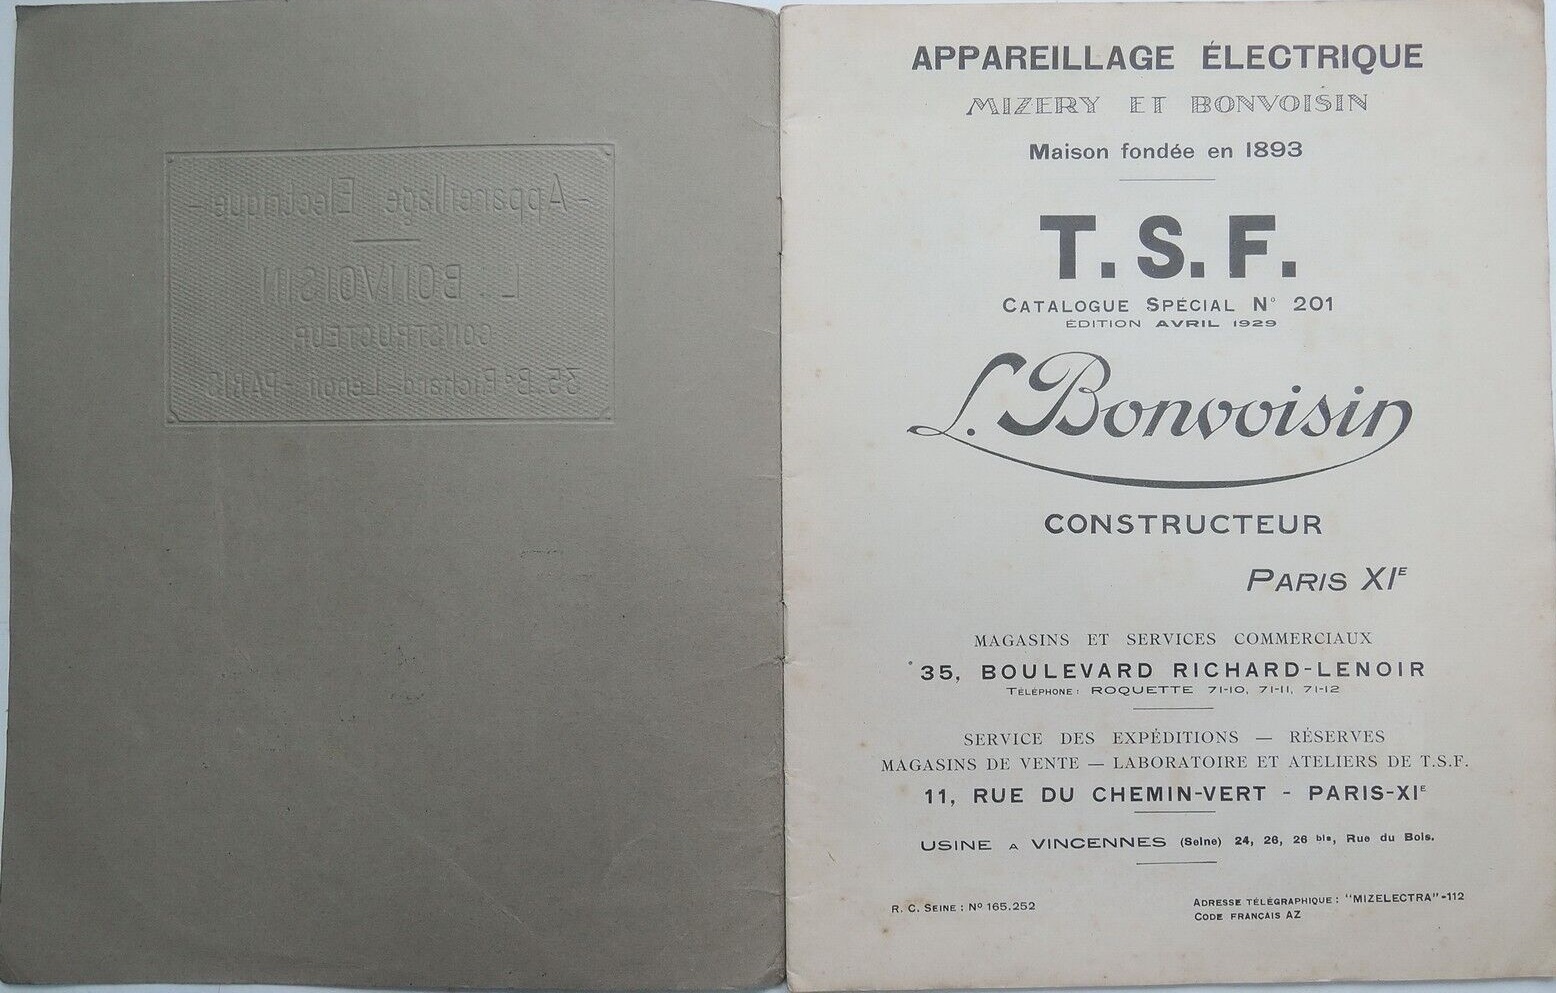 - Appareillage Electrique -
L. BONVOISIN
CONSTRUCTEUR
35_Bd Richard Lenoir_PARIS
APPAREILLAGE ÉLECTRIQUE
MIZERY ET BONVOISIN
Maison fondée en 1893
T.S.F.
CATALOGUE SPÉCIAL N° 201
ÉDITION AVRIL 1929
L. Bonvoisin
CONSTRUCTEUR
PARIS XIE
MAGASINS ET SERVICES COMMERCIAUX
35, BOULEVARD RICHARD-LENOIR
TÉLÉPHONE : ROQUETTE 71-10, 71-11, 71-12
SERVICE DES EXPÉDITIONS — RÉSERVES
MAGASINS DE VENTE — LABORATOIRE ET ATELIERS DE T.S.F.
11, RUE DU CHEMIN-VERT - PARIS-XIE
USINE A VINCENNES (Seine) 24, 26, 26 bis, Rue du Bois.
R. C. SEINE : No 165.252
ADRESSE TÉLÉGRAPHIQUE : "MIZELECTRA"-112
CODE FRANÇAIS AZ